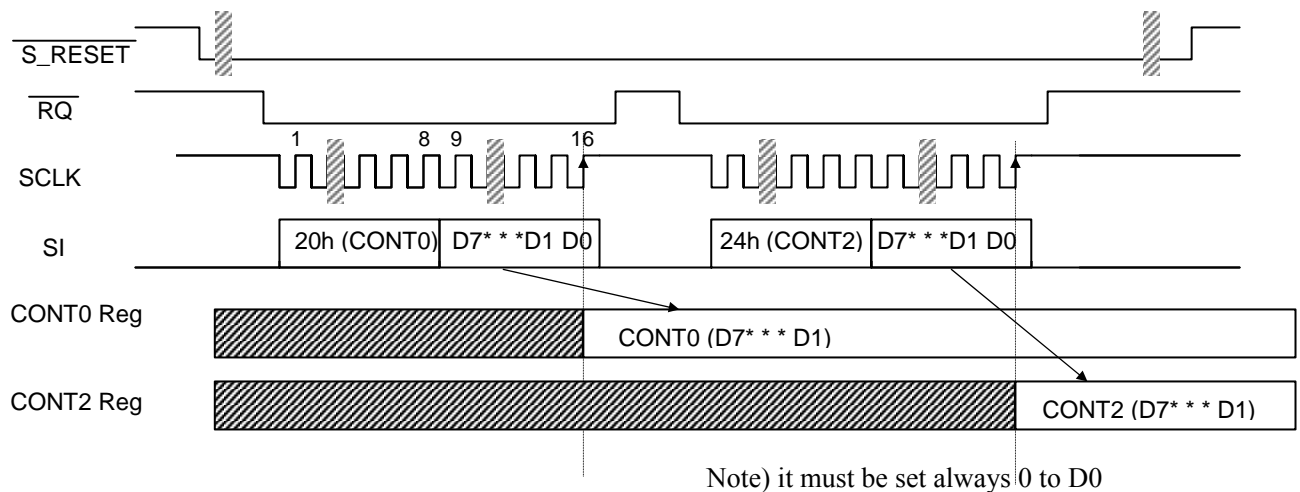 S_RESET
RQ
1 8 9 16
SCLK
SI
20h (CONT0) D7* * *D1 D0 24h (CONT2) D7* * *D1 D0
CONT0 Reg
CONT0 (D7* * * D1)
CONT2 Reg
CONT2 (D7* * * D1)
Note) it must be set always 0 to D0